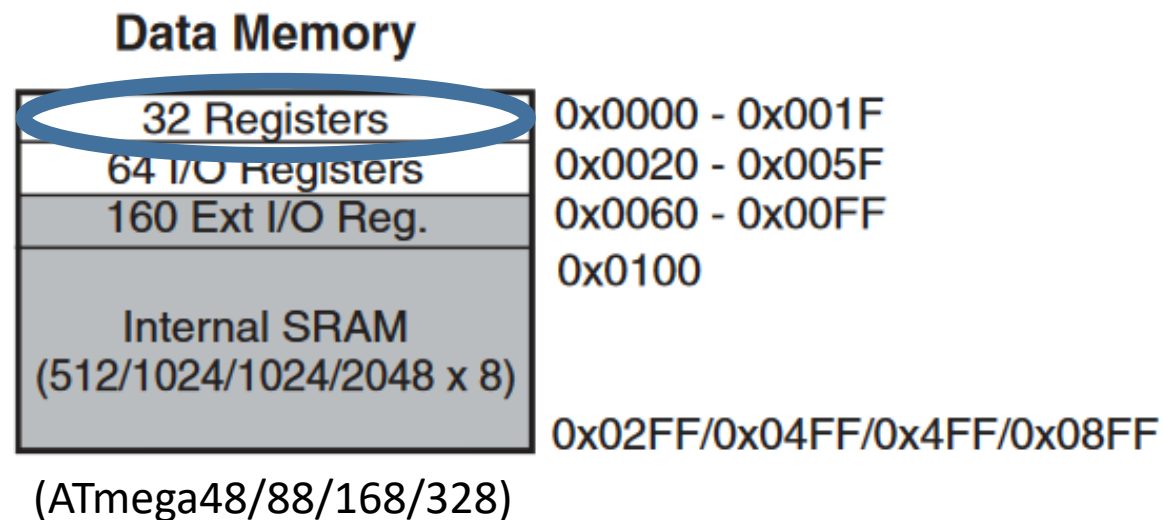 Data Memory
32 Registers 0x0000 - 0x001F
64 I/O Registers 0x0020 - 0x005F
160 Ext I/O Reg. 0x0060 - 0x00FF
0x0100
Internal SRAM
(512/1024/1024/2048 x 8)
0x02FF/0x04FF/0x4FF/0x08FF
(ATmega48/88/168/328)